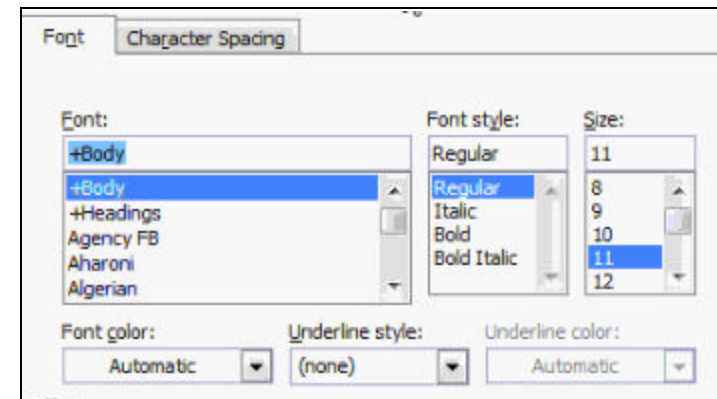 Font Character Spacing
Font: Font style: Size:
+Body Regular 11
+Body Regular 8
+Headings Italic 9
Agency FB Bold 10
Aharoni Bold Italic 11
Algerian 12
Font color: Underline style: Underline color:
Automatic (none) Automatic